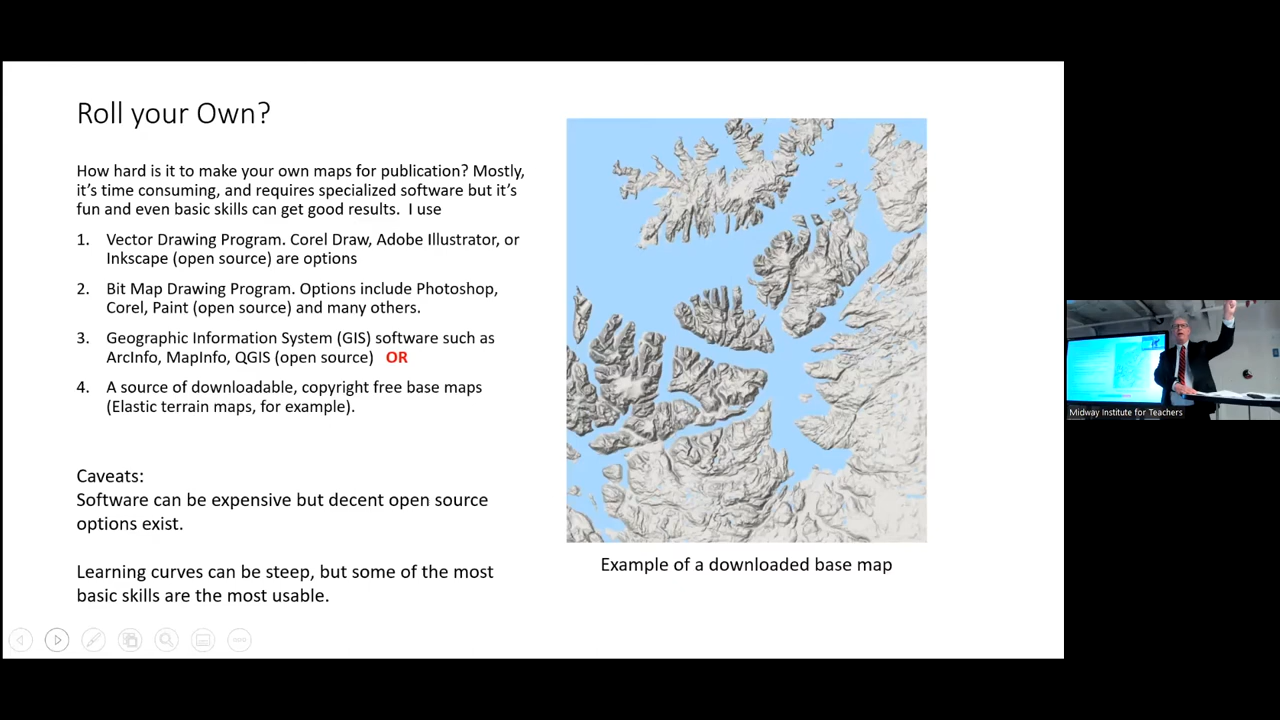 Roll your Own?
How hard is it to make your own maps for publication? Mostly,
it’s time consuming, and requires specialized software but it’s
fun and even basic skills can get good results.  I use
1. Vector Drawing Program. Corel Draw, Adobe Illustrator, or
Inkscape (open source) are options
2. Bit Map Drawing Program. Options include Photoshop,
Corel, Paint (open source) and many others.
3. Geographic Information System (GIS) software such as
ArcInfo, MapInfo, QGIS (open source)   OR
4. A source of downloadable, copyright free base maps
(Elastic terrain maps, for example).
Caveats:
Software can be expensive but decent open source
options exist.
Learning curves can be steep, but some of the most
basic skills are the most usable.
Example of a downloaded base map
Midway Institute for Teachers